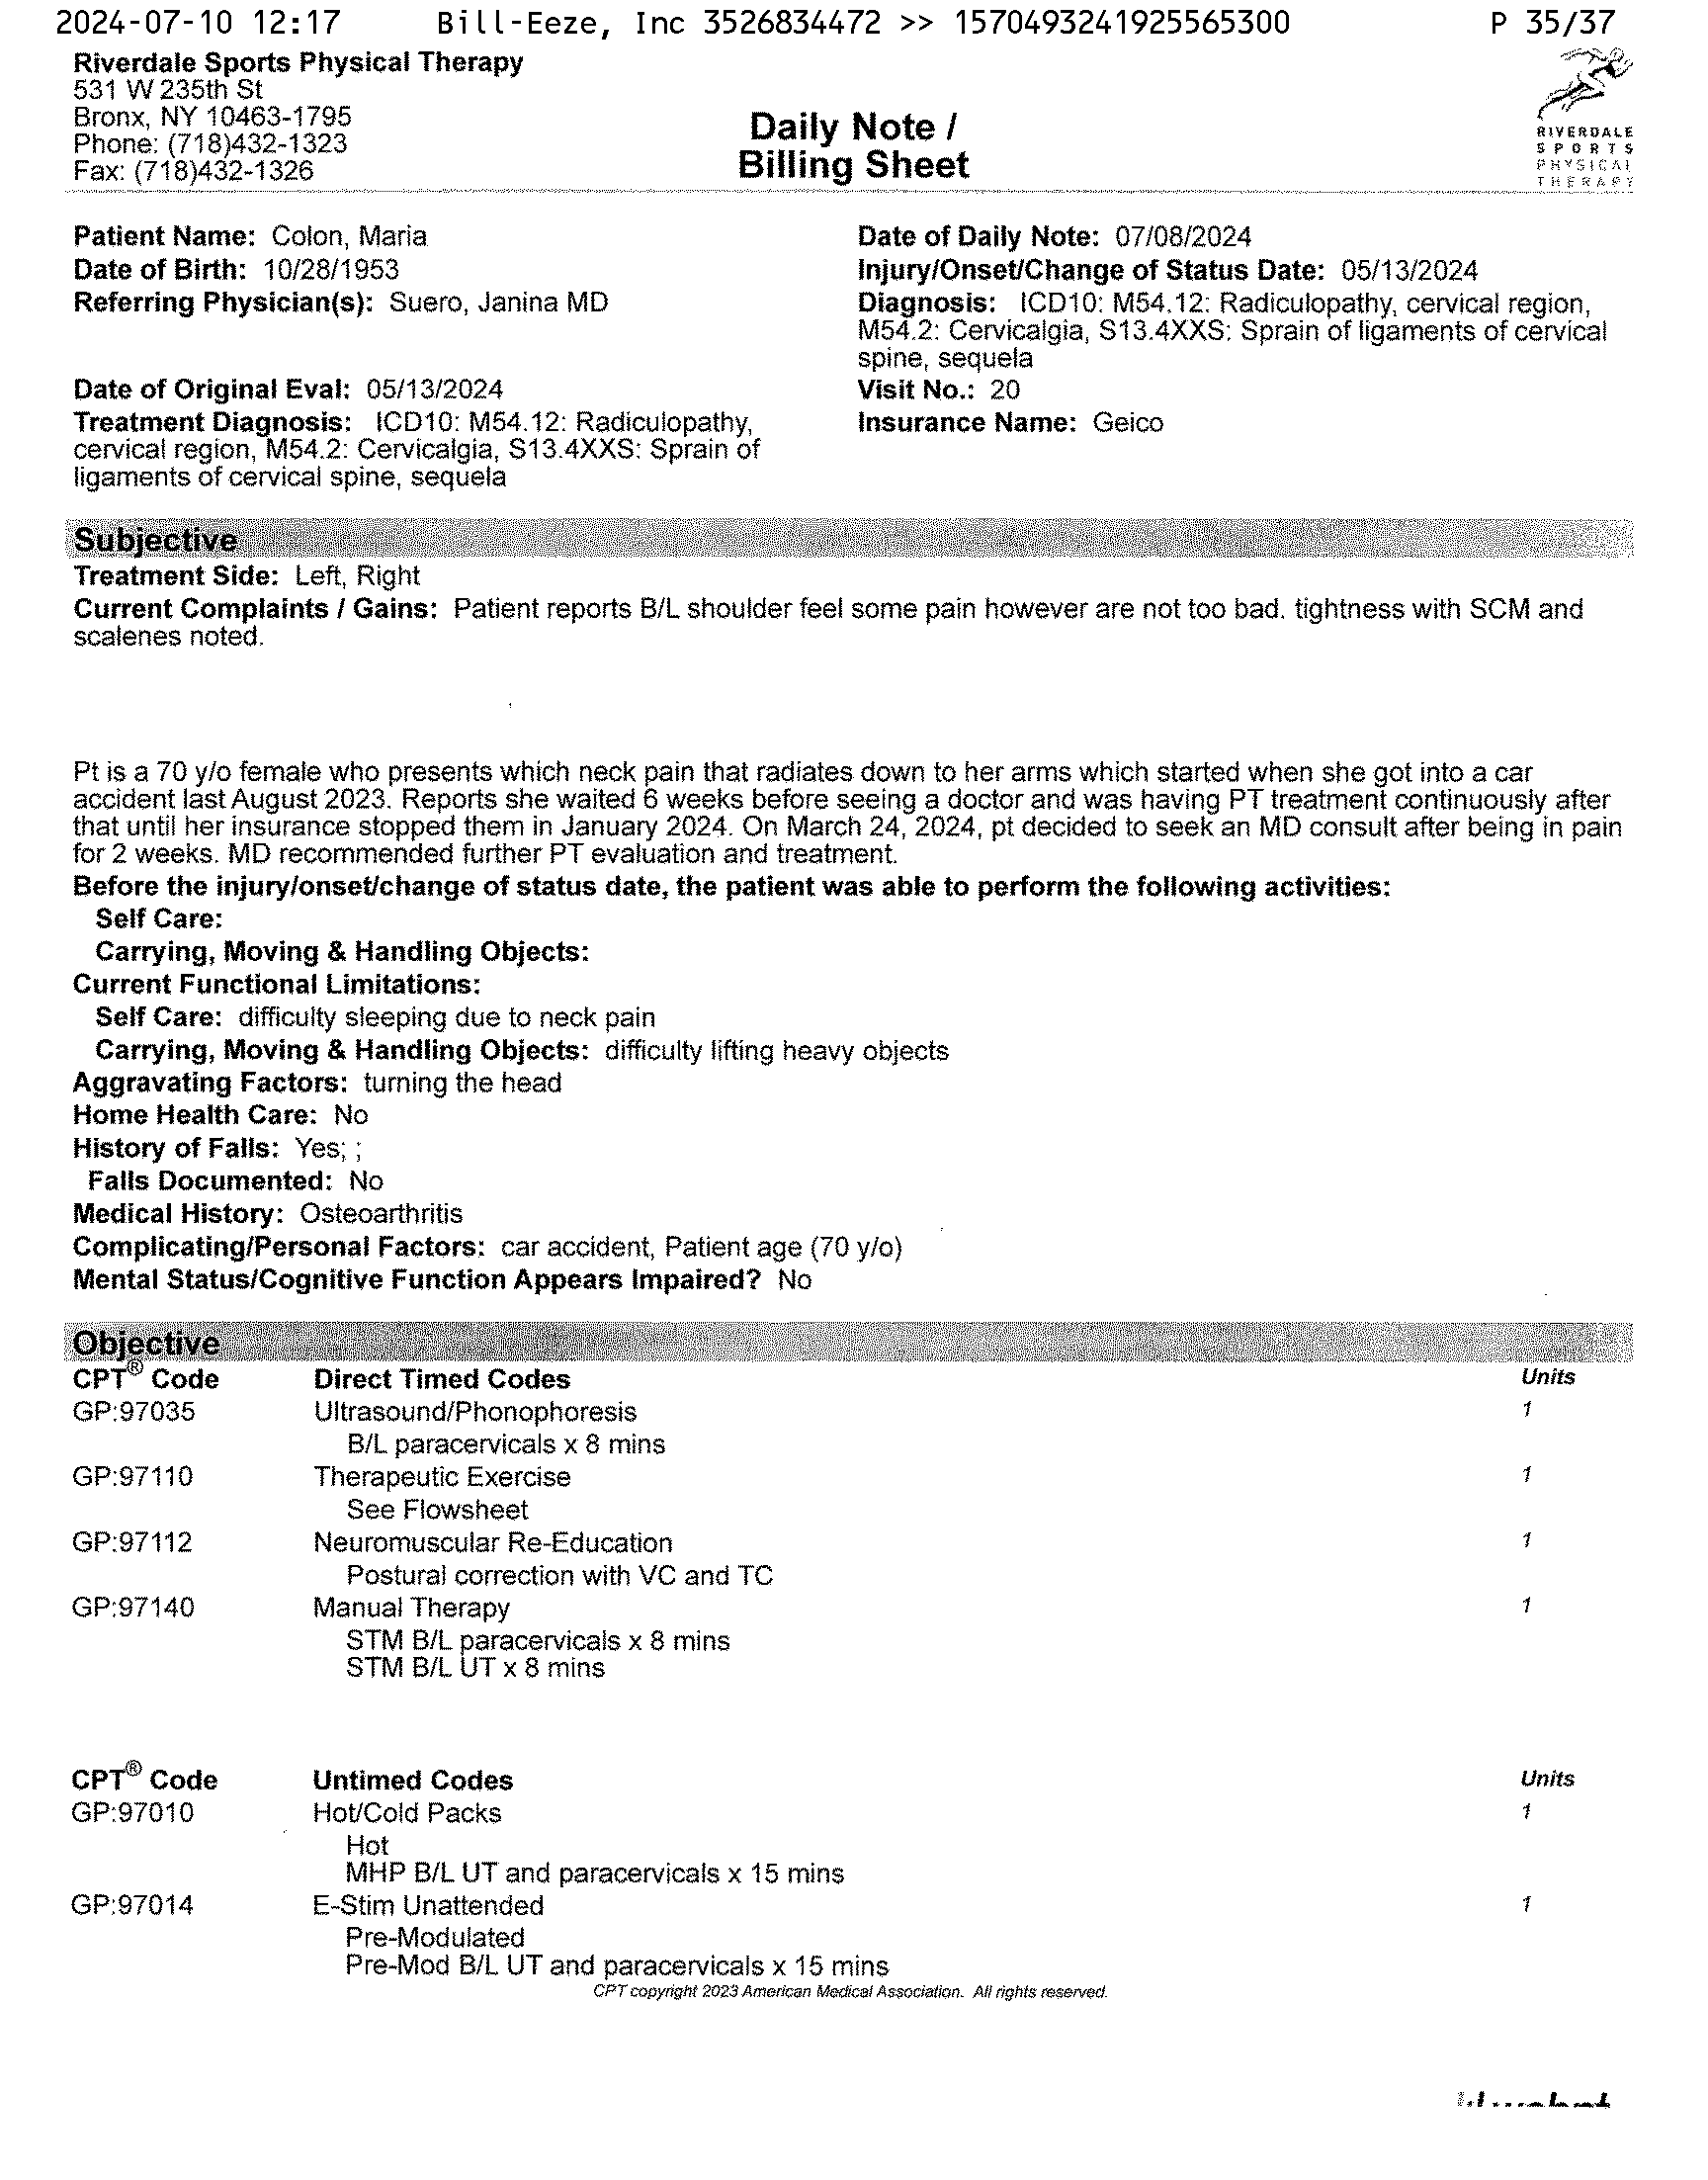 2024-07-10 12:17 Bill-Eeze, Inc 3526834472 >> 1570493241925565300 P 35/37
Riverdale Sports Physical Therapy
531 W 235th St
Bronx, NY 10463-1795
Phone: (718)432-1323
Fax: (718)432-1326
Daily Note /
Billing Sheet
RIVERDALE
SPORTS
PHYSICAL
THERAPY
Patient Name: Colon, Maria
Date of Birth: 10/28/1953
Referring Physician(s): Suero, Janina MD
Date of Daily Note: 07/08/2024
Injury/Onset/Change of Status Date: 05/13/2024
Diagnosis: ICD10: M54.12: Radiculopathy, cervical region,
M54.2: Cervicalgia, S13.4XXS: Sprain of ligaments of cervical
spine, sequela
Date of Original Eval: 05/13/2024
Treatment Diagnosis: ICD10: M54.12: Radiculopathy,
cervical region, M54.2: Cervicalgia, S13.4XXS: Sprain of
ligaments of cervical spine, sequela
Visit No.: 20
Insurance Name: Geico
Subjective
Treatment Side: Left, Right
Current Complaints / Gains: Patient reports B/L shoulder feel some pain however are not too bad. tightness with SCM and
scalenes noted.
Pt is a 70 y/o female who presents which neck pain that radiates down to her arms which started when she got into a car
accident last August 2023. Reports she waited 6 weeks before seeing a doctor and was having PT treatment continuously after
that until her insurance stopped them in January 2024. On March 24, 2024, pt decided to seek an MD consult after being in pain
for 2 weeks. MD recommended further PT evaluation and treatment.
Before the injury/onset/change of status date, the patient was able to perform the following activities:
Self Care:
Carrying, Moving & Handling Objects:
Current Functional Limitations:
Self Care: difficulty sleeping due to neck pain
Carrying, Moving & Handling Objects: difficulty lifting heavy objects
Aggravating Factors: turning the head
Home Health Care: No
History of Falls: Yes; ;
Falls Documented: No
Medical History: Osteoarthritis
Complicating/Personal Factors: car accident, Patient age (70 y/o)
Mental Status/Cognitive Function Appears Impaired? No
Objective
CPT® Code Direct Timed Codes Units
GP:97035 Ultrasound/Phonophoresis 1
B/L paracervicals x 8 mins
GP:97110 Therapeutic Exercise 1
See Flowsheet
GP:97112 Neuromuscular Re-Education 1
Postural correction with VC and TC
GP:97140 Manual Therapy 1
STM B/L paracervicals x 8 mins
STM B/L UT x 8 mins
CPT® Code Untimed Codes Units
GP:97010 Hot/Cold Packs 1
Hot
MHP B/L UT and paracervicals x 15 mins
GP:97014 E-Stim Unattended 1
Pre-Modulated
Pre-Mod B/L UT and paracervicals x 15 mins
CPT copyright 2023 American Medical Association. All rights reserved.